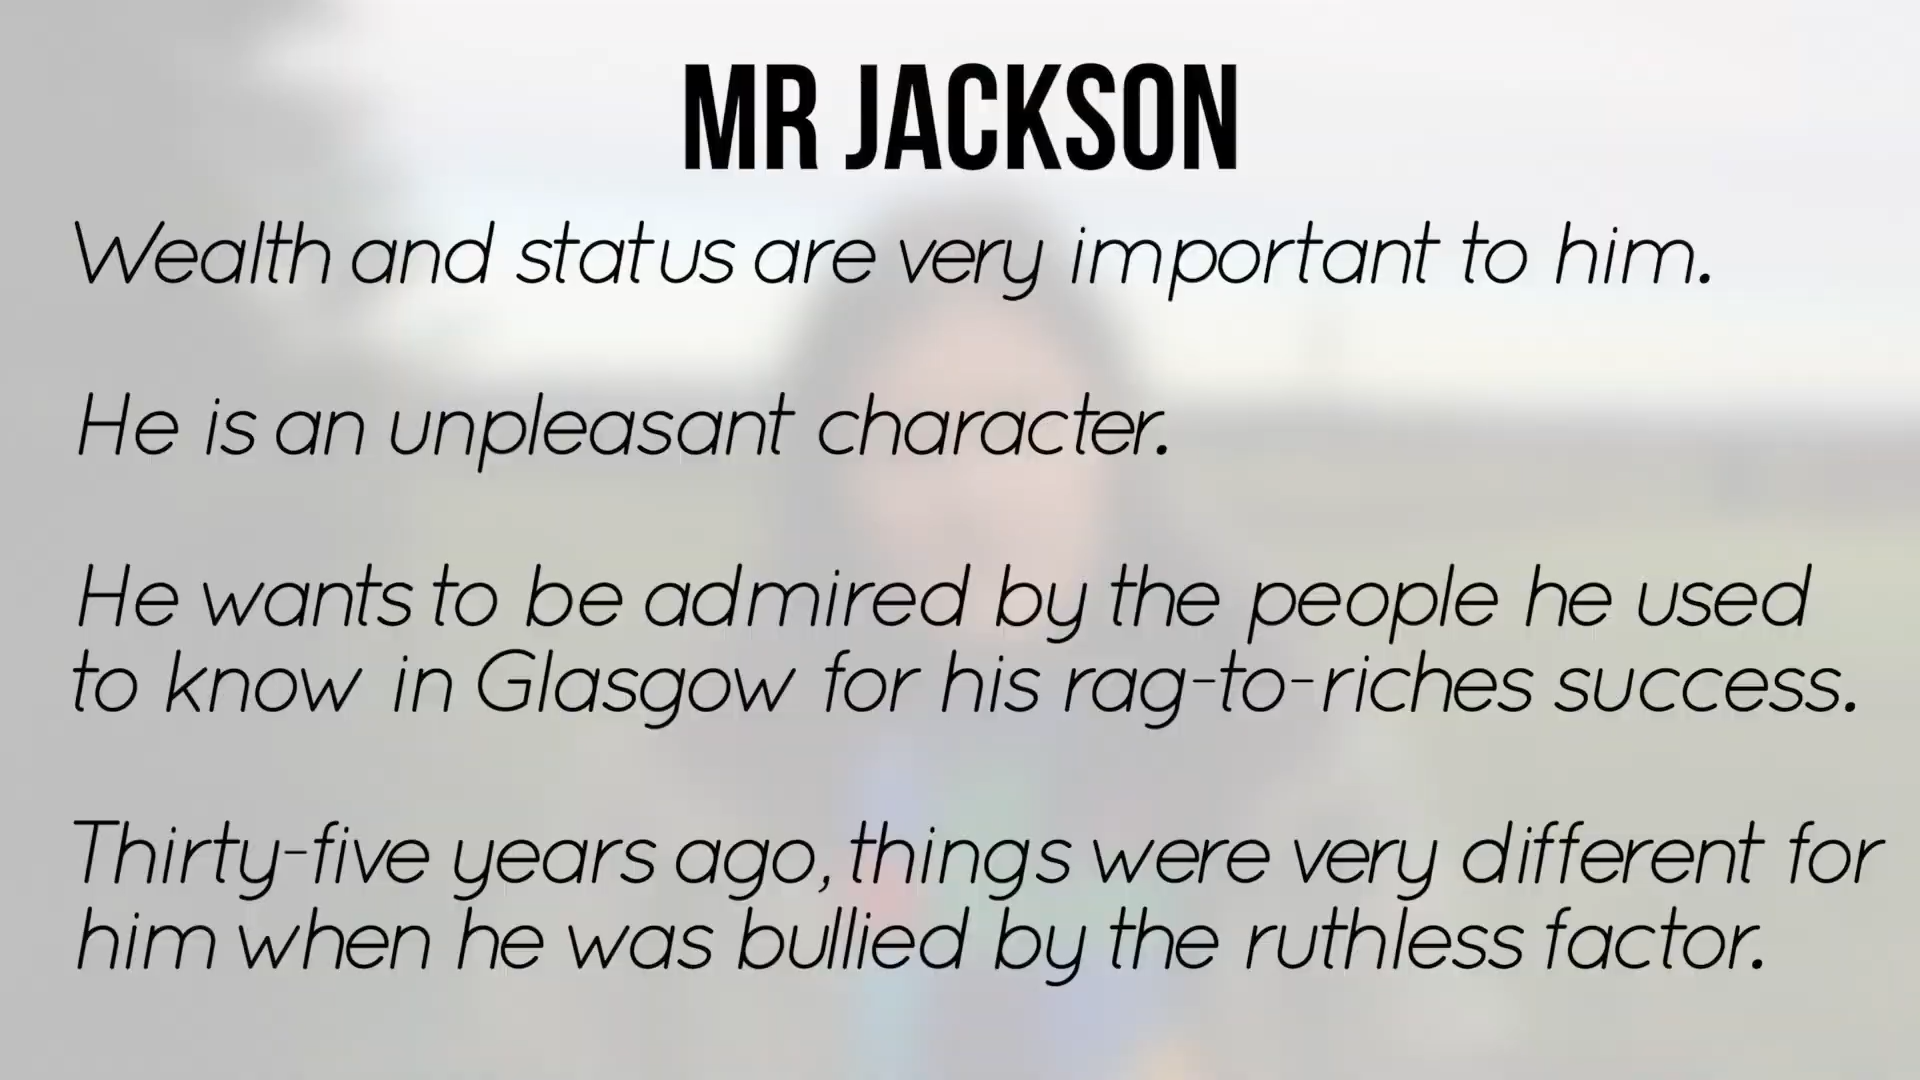 MR JACKSON
Wealth and status are very important to him.
He is an unpleasant character.
He wants to be admired by the people he used
to know in Glasgow for his rag-to-riches success.
Thirty-five years ago, things were very different for
him when he was bullied by the ruthless factor.